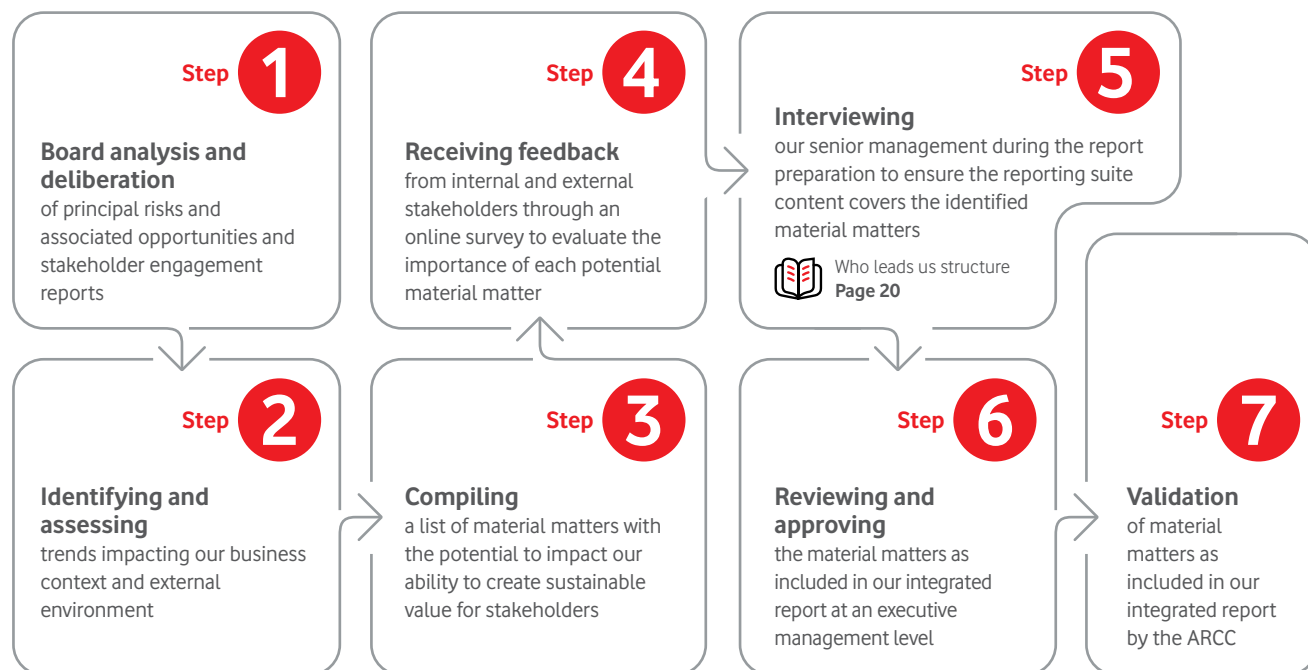 Step 1
Board analysis and
deliberation
of principal risks and
associated opportunities and
stakeholder engagement
reports
Step 2
Identifying and
assessing
trends impacting our business
context and external
environment
Step 3
Compiling
a list of material matters with
the potential to impact our
ability to create sustainable
value for stakeholders
Step 4
Receiving feedback
from internal and external
stakeholders through an
online survey to evaluate the
importance of each potential
material matter
Step 5
Interviewing
our senior management during the report
preparation to ensure the reporting suite
content covers the identified
material matters
Who leads us structure
Page 20
Step 6
Reviewing and
approving
the material matters as
included in our integrated
report at an executive
management level
Step 7
Validation
of material
matters as
included in our
integrated report
by the ARCC